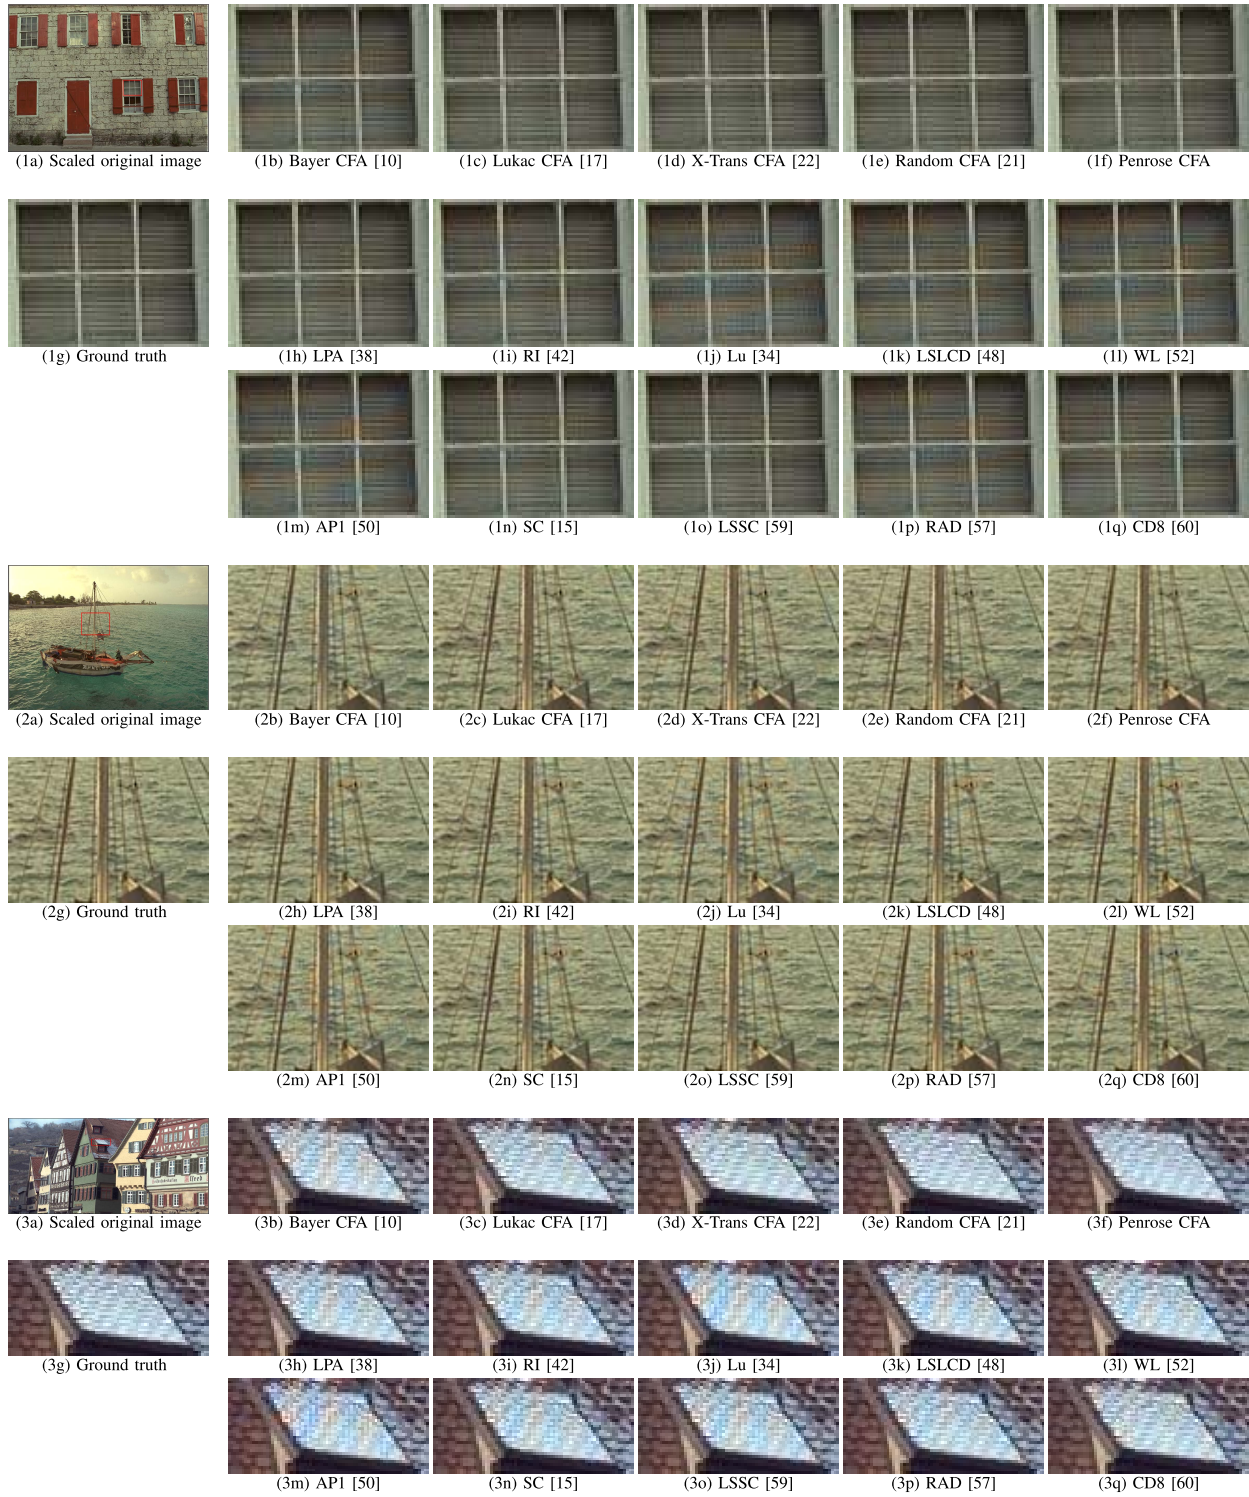 (1a) Scaled original image
(1b) Bayer CFA [10]
(1c) Lukac CFA [17]
(1d) X-Trans CFA [22]
(1e) Random CFA [21]
(1f) Penrose CFA
(1g) Ground truth
(1h) LPA [38]
(1i) RI [42]
(1j) Lu [34]
(1k) LSLCD [48]
(1l) WL [52]
(1m) AP1 [50]
(1n) SC [15]
(1o) LSSC [59]
(1p) RAD [57]
(1q) CD8 [60]
(2a) Scaled original image
(2b) Bayer CFA [10]
(2c) Lukac CFA [17]
(2d) X-Trans CFA [22]
(2e) Random CFA [21]
(2f) Penrose CFA
(2g) Ground truth
(2h) LPA [38]
(2i) RI [42]
(2j) Lu [34]
(2k) LSLCD [48]
(2l) WL [52]
(2m) AP1 [50]
(2n) SC [15]
(2o) LSSC [59]
(2p) RAD [57]
(2q) CD8 [60]
(3a) Scaled original image
(3b) Bayer CFA [10]
(3c) Lukac CFA [17]
(3d) X-Trans CFA [22]
(3e) Random CFA [21]
(3f) Penrose CFA
(3g) Ground truth
(3h) LPA [38]
(3i) RI [42]
(3j) Lu [34]
(3k) LSLCD [48]
(3l) WL [52]
(3m) AP1 [50]
(3n) SC [15]
(3o) LSSC [59]
(3p) RAD [57]
(3q) CD8 [60]